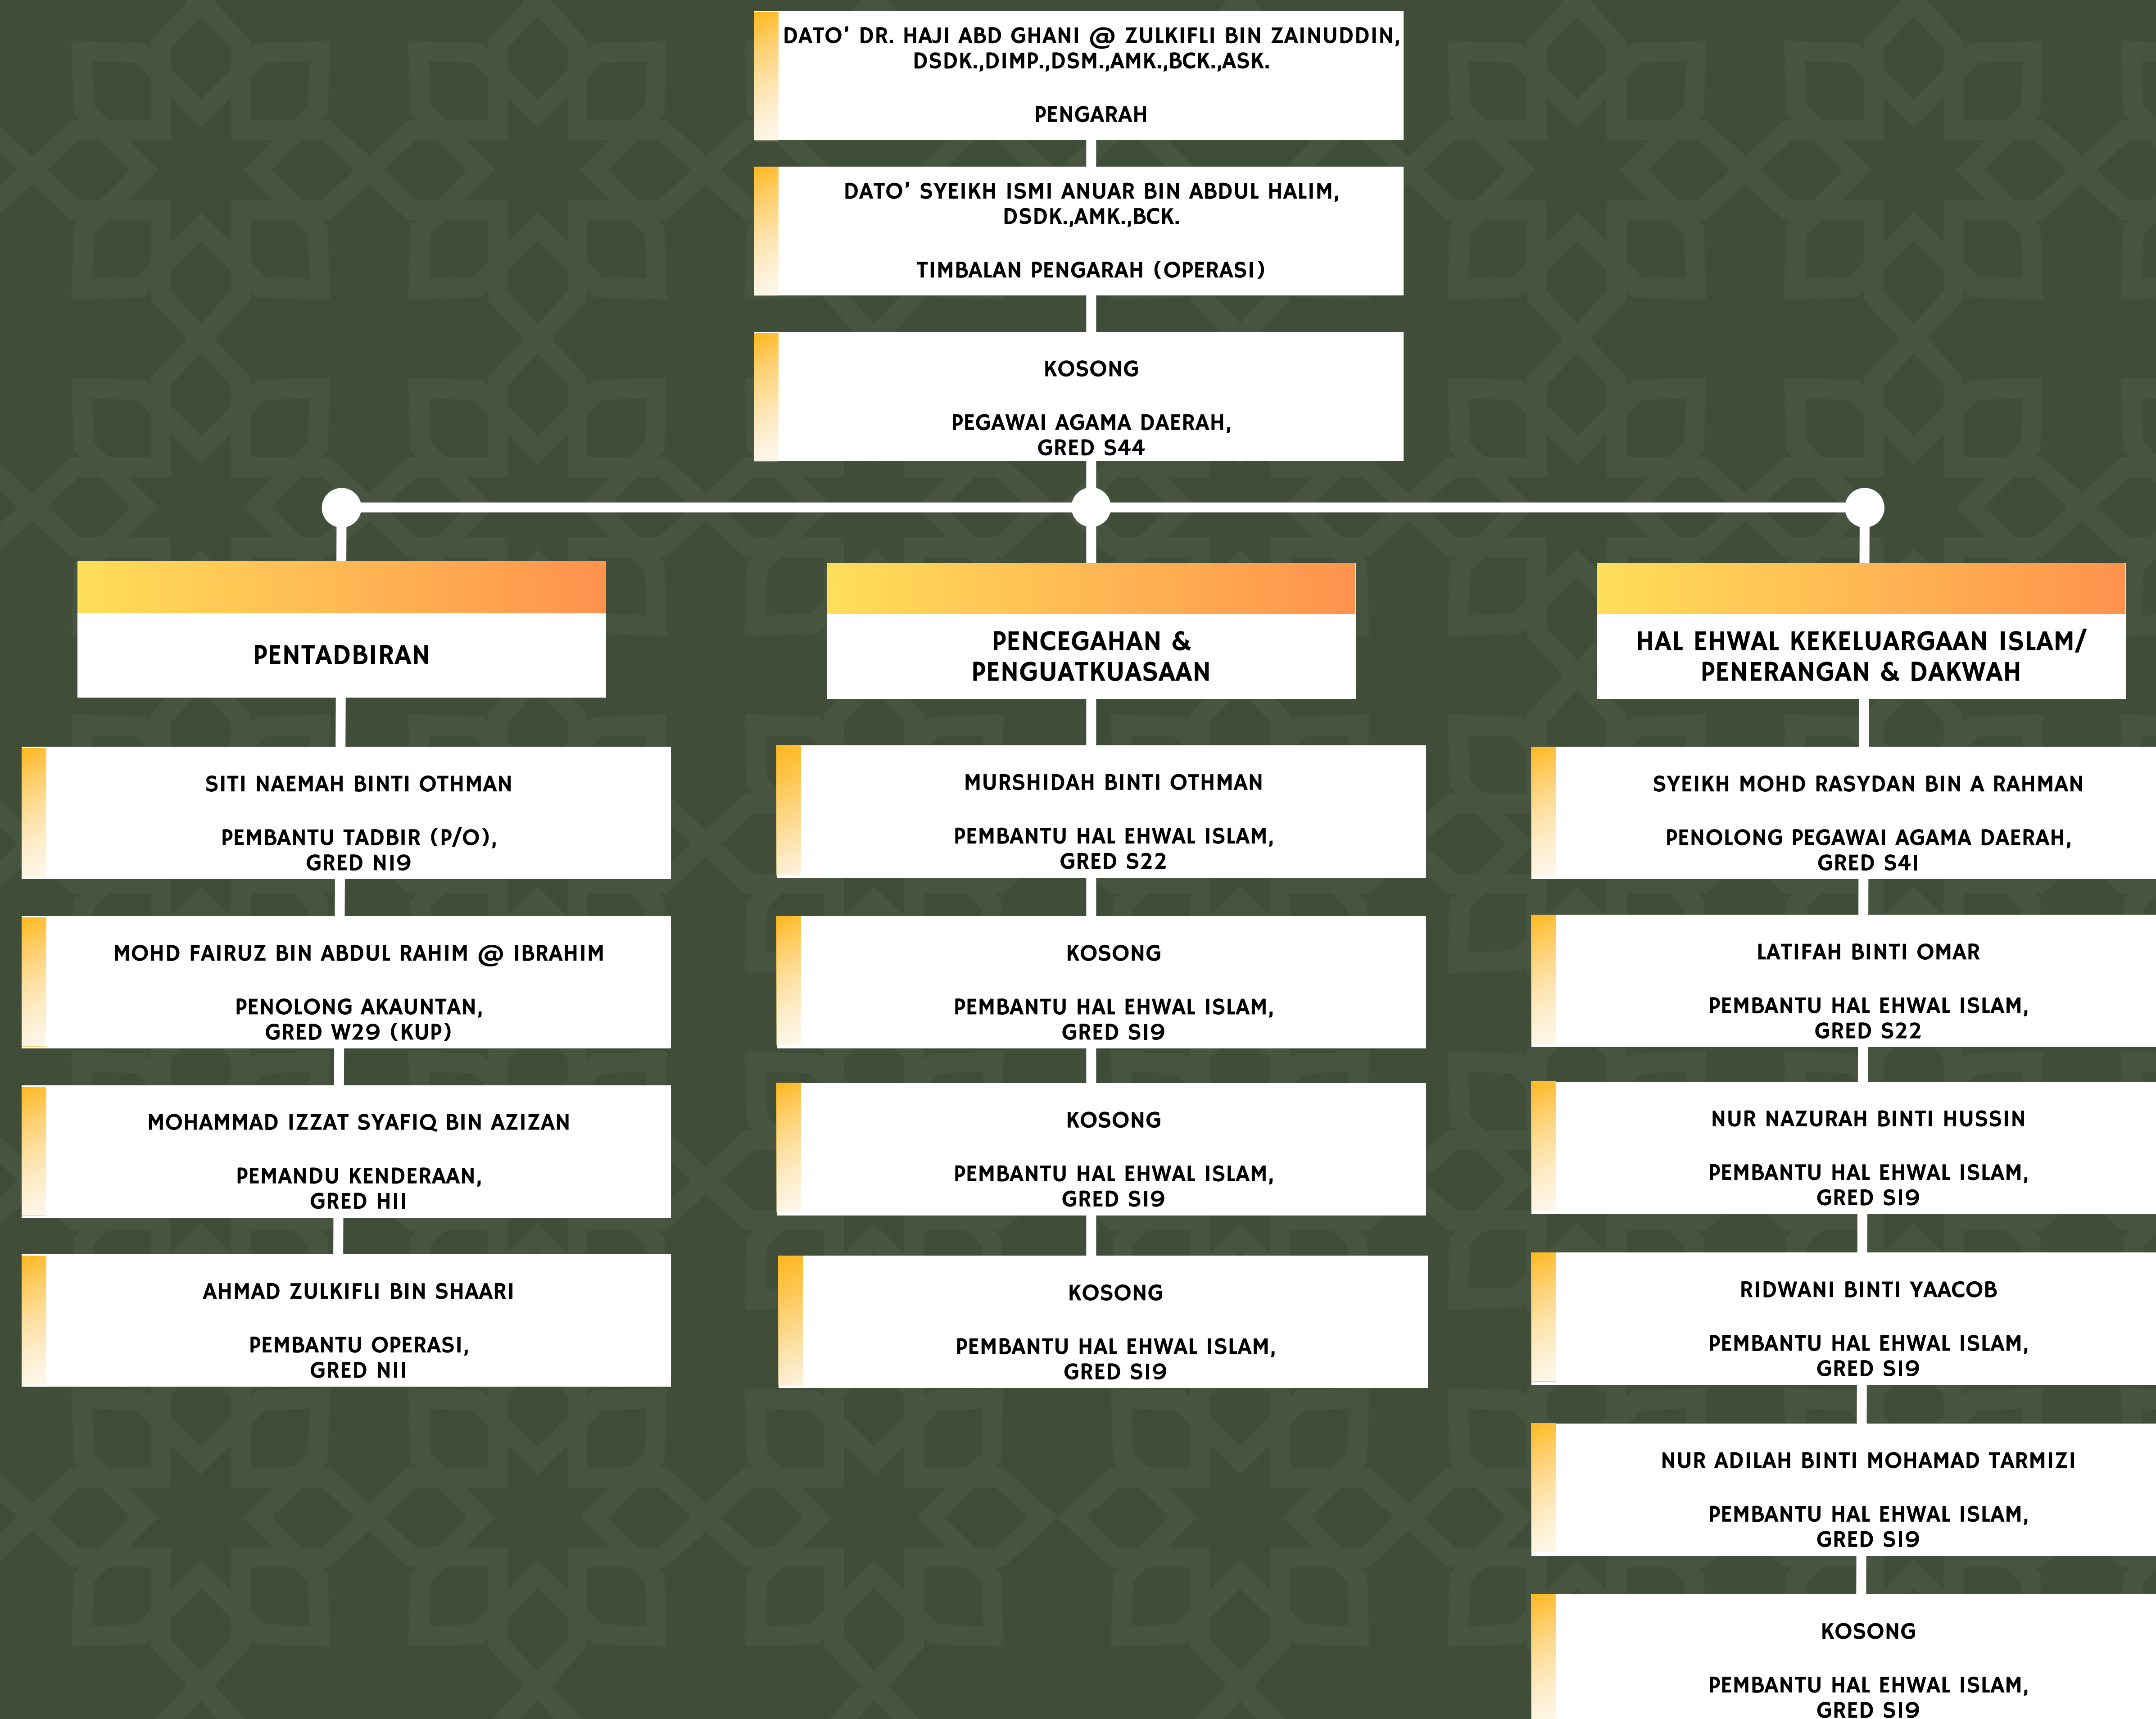 DATO' DR. HAJI ABD GHANI @ ZULKIFLI BIN ZAINUDDIN,
DSDK.,DIMP.,DSM.,AMK.,BCK.,ASK.
PENGARAH
DATO' SYEIKH ISMI ANUAR BIN ABDUL HALIM,
DSDK.,AMK.,BCK.
TIMBALAN PENGARAH (OPERASI)
KOSONG
PEGAWAI AGAMA DAERAH,
GRED S44
PENTADBIRAN
SITI NAEMAH BINTI OTHMAN
PEMBANTU TADBIR (P/O),
GRED N19
MOHD FAIRUZ BIN ABDUL RAHIM @ IBRAHIM
PENOLONG AKAUNTAN,
GRED W29 (KUP)
MOHAMMAD IZZAT SYAFIQ BIN AZIZAN
PEMANDU KENDERAAN,
GRED H11
AHMAD ZULKIFLI BIN SHAARI
PEMBANTU OPERASI,
GRED N11
PENCEGAHAN &
PENGUATKUASAAN
MURSHIDAH BINTI OTHMAN
PEMBANTU HAL EHWAL ISLAM,
GRED S22
KOSONG
PEMBANTU HAL EHWAL ISLAM,
GRED S19
KOSONG
PEMBANTU HAL EHWAL ISLAM,
GRED S19
KOSONG
PEMBANTU HAL EHWAL ISLAM,
GRED S19
HAL EHWAL KEKELUARGAAN ISLAM/
PENERANGAN & DAKWAH
SYEIKH MOHD RASYDAN BIN A RAHMAN
PENOLONG PEGAWAI AGAMA DAERAH,
GRED S41
LATIFAH BINTI OMAR
PEMBANTU HAL EHWAL ISLAM,
GRED S22
NUR NAZURAH BINTI HUSSIN
PEMBANTU HAL EHWAL ISLAM,
GRED S19
RIDWANI BINTI YAACOB
PEMBANTU HAL EHWAL ISLAM,
GRED S19
NUR ADILAH BINTI MOHAMAD TARMIZI
PEMBANTU HAL EHWAL ISLAM,
GRED S19
KOSONG
PEMBANTU HAL EHWAL ISLAM,
GRED S19